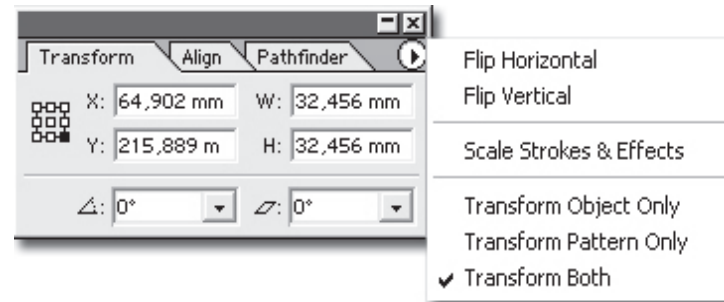 Transform Align Pathfinder
X: 64,902 mm W: 32,456 mm
Y: 215,889 m H: 32,456 mm
0° 0°
Flip Horizontal
Flip Vertical
Scale Strokes & Effects
Transform Object Only
Transform Pattern Only
Transform Both